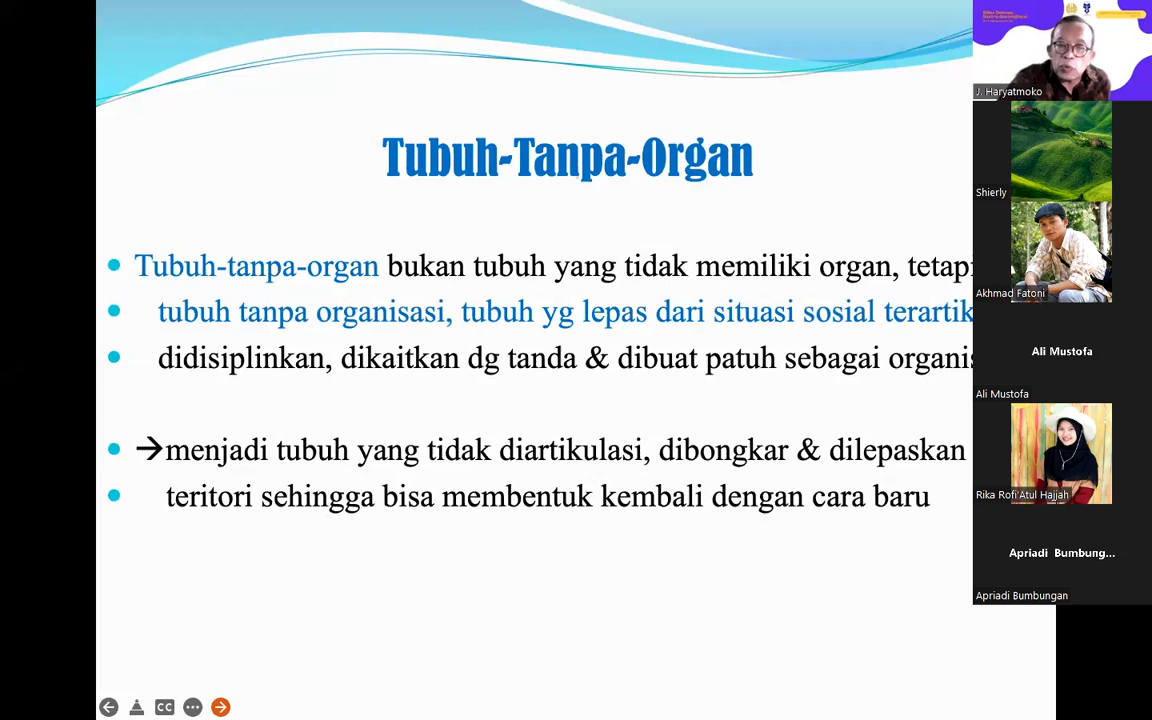 Tubuh-Tanpa-Organ
Tubuh-tanpa-organ bukan tubuh yang tidak memiliki organ, tetapi
tubuh tanpa organisasi, tubuh yg lepas dari situasi sosial terartik
didisiplinkan, dikaitkan dg tanda & dibuat patuh sebagai organis
→menjadi tubuh yang tidak diartikulasi, dibongkar & dilepaskan
teritori sehingga bisa membentuk kembali dengan cara baru
J. Haryatmoko
Shierly
Akhmad Fatoni
Ali Mustofa
Ali Mustofa
Rika Rofi'Atul Hajjah
Apriadi Bumbung...
Apriadi Bumbungan
CC